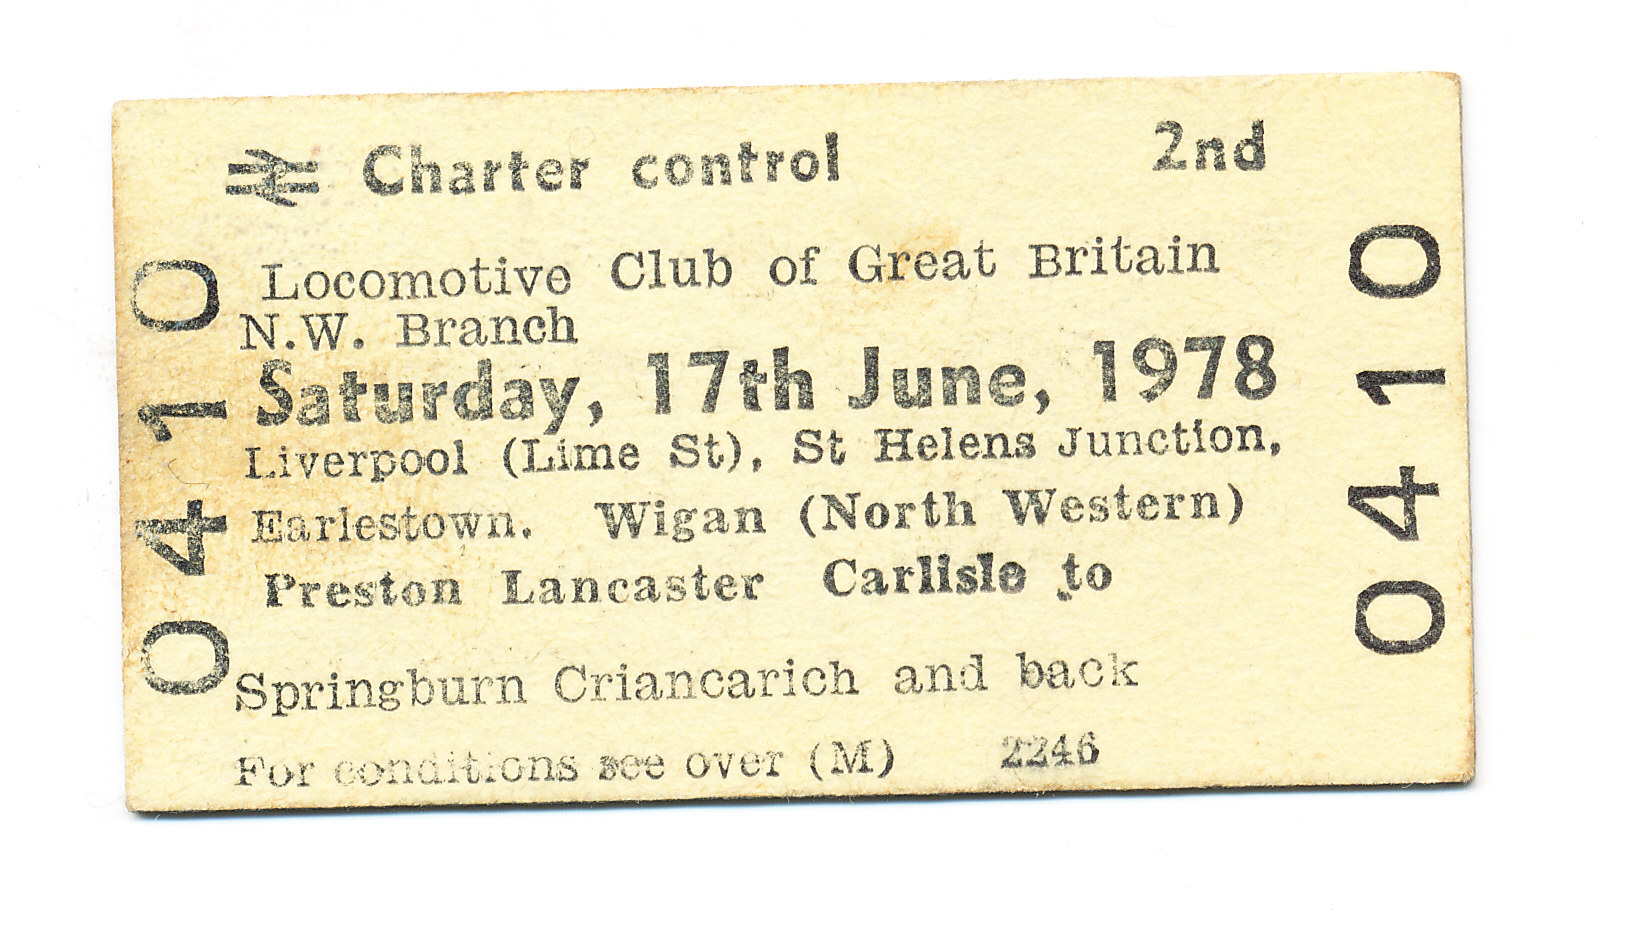 Charter control 2nd
Locomotive Club of Great Britain
N.W. Branch
Saturday, 17th June, 1978
Liverpool (Lime St), St Helens Junction,
Earlestown. Wigan (North Western)
Preston Lancaster Carlisle to
Springburn Criancarich and back
For conditions see over (M) 2246
0410
0410